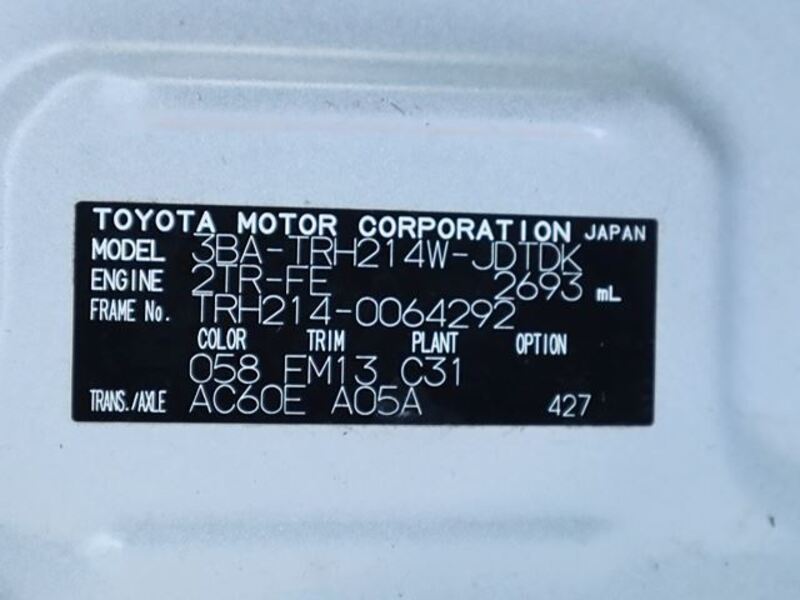 TOYOTA MOTOR CORPORATION JAPAN
MODEL 3BA-TRH214W-JDTDK
ENGINE 2TR-FE 2693 mL
FRAME No. TRH214-0064292
COLOR TRIM PLANT OPTION
058 FM13 C31
TRANS./AXLE AC60E A05A 427